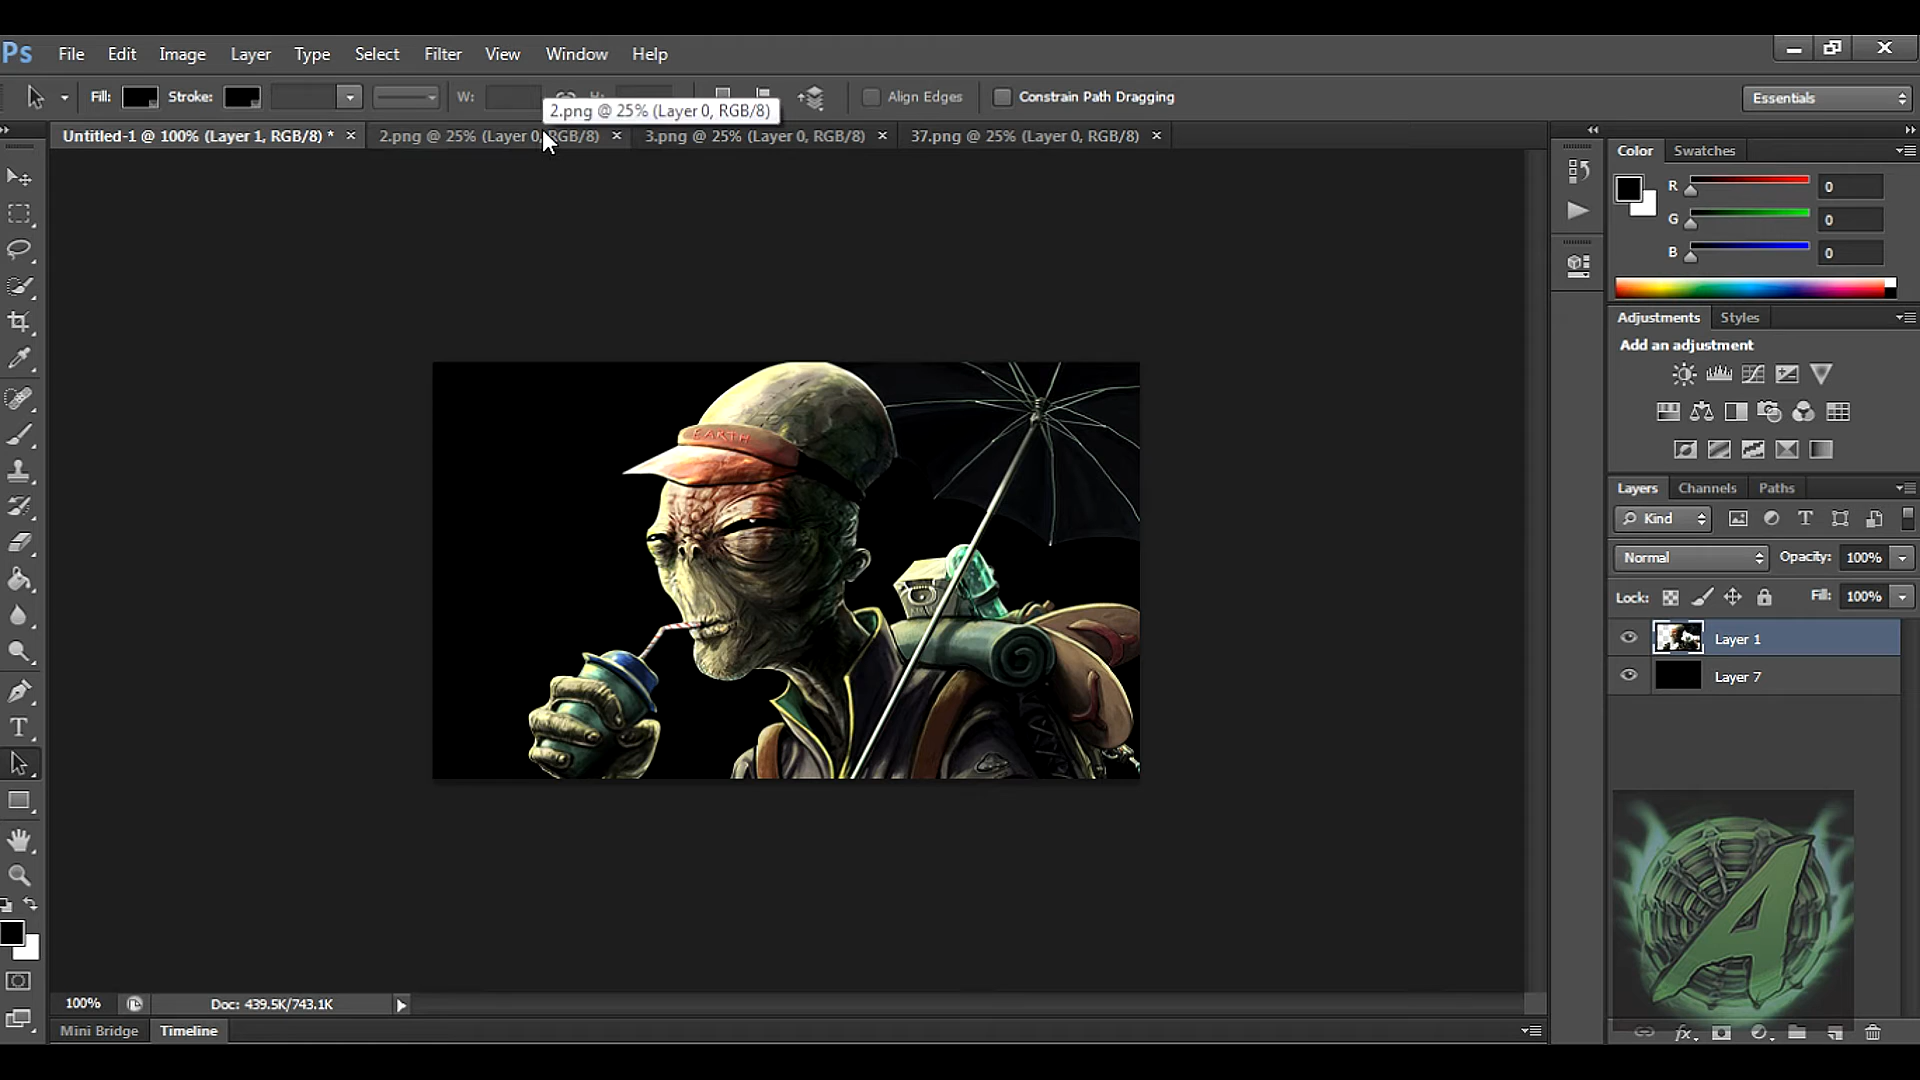 Ps File Edit Image Layer Type Select Filter View Window Help
Fill: Stroke: W: Align Edges Constrain Path Dragging Essentials
2.png @ 25% (Layer 0, RGB/8)
Untitled-1 @ 100% (Layer 1, RGB/8) * × 2.png @ 25% (Layer 0, RGB/8) × 3.png @ 25% (Layer 0, RGB/8) × 37.png @ 25% (Layer 0, RGB/8) ×
Color Swatches
R 0
G 0
B 0
Adjustments Styles
Add an adjustment
EARTH
Layers Channels Paths
Kind
Normal Opacity: 100%
Lock: Fill: 100%
Layer 1
Layer 7
A
100% Doc: 439.5K/743.1K
Mini Bridge Timeline